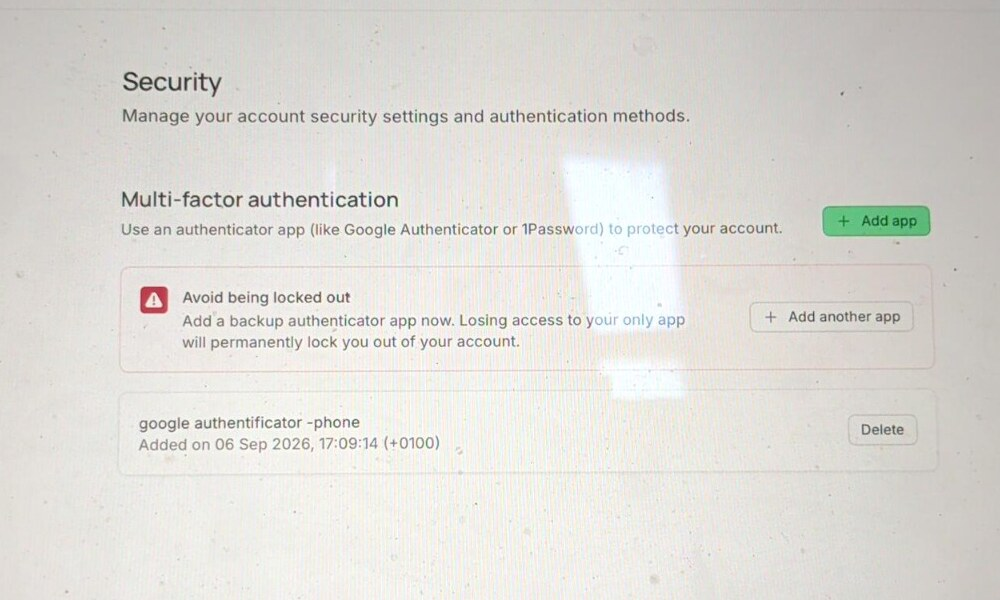 Security
Manage your account security settings and authentication methods.
Multi-factor authentication
Use an authenticator app (like Google Authenticator or 1Password) to protect your account.
+ Add app
Avoid being locked out
Add a backup authenticator app now. Losing access to your only app
will permanently lock you out of your account.
+ Add another app
google authentificator -phone
Added on 06 Sep 2026, 17:09:14 (+0100)
Delete